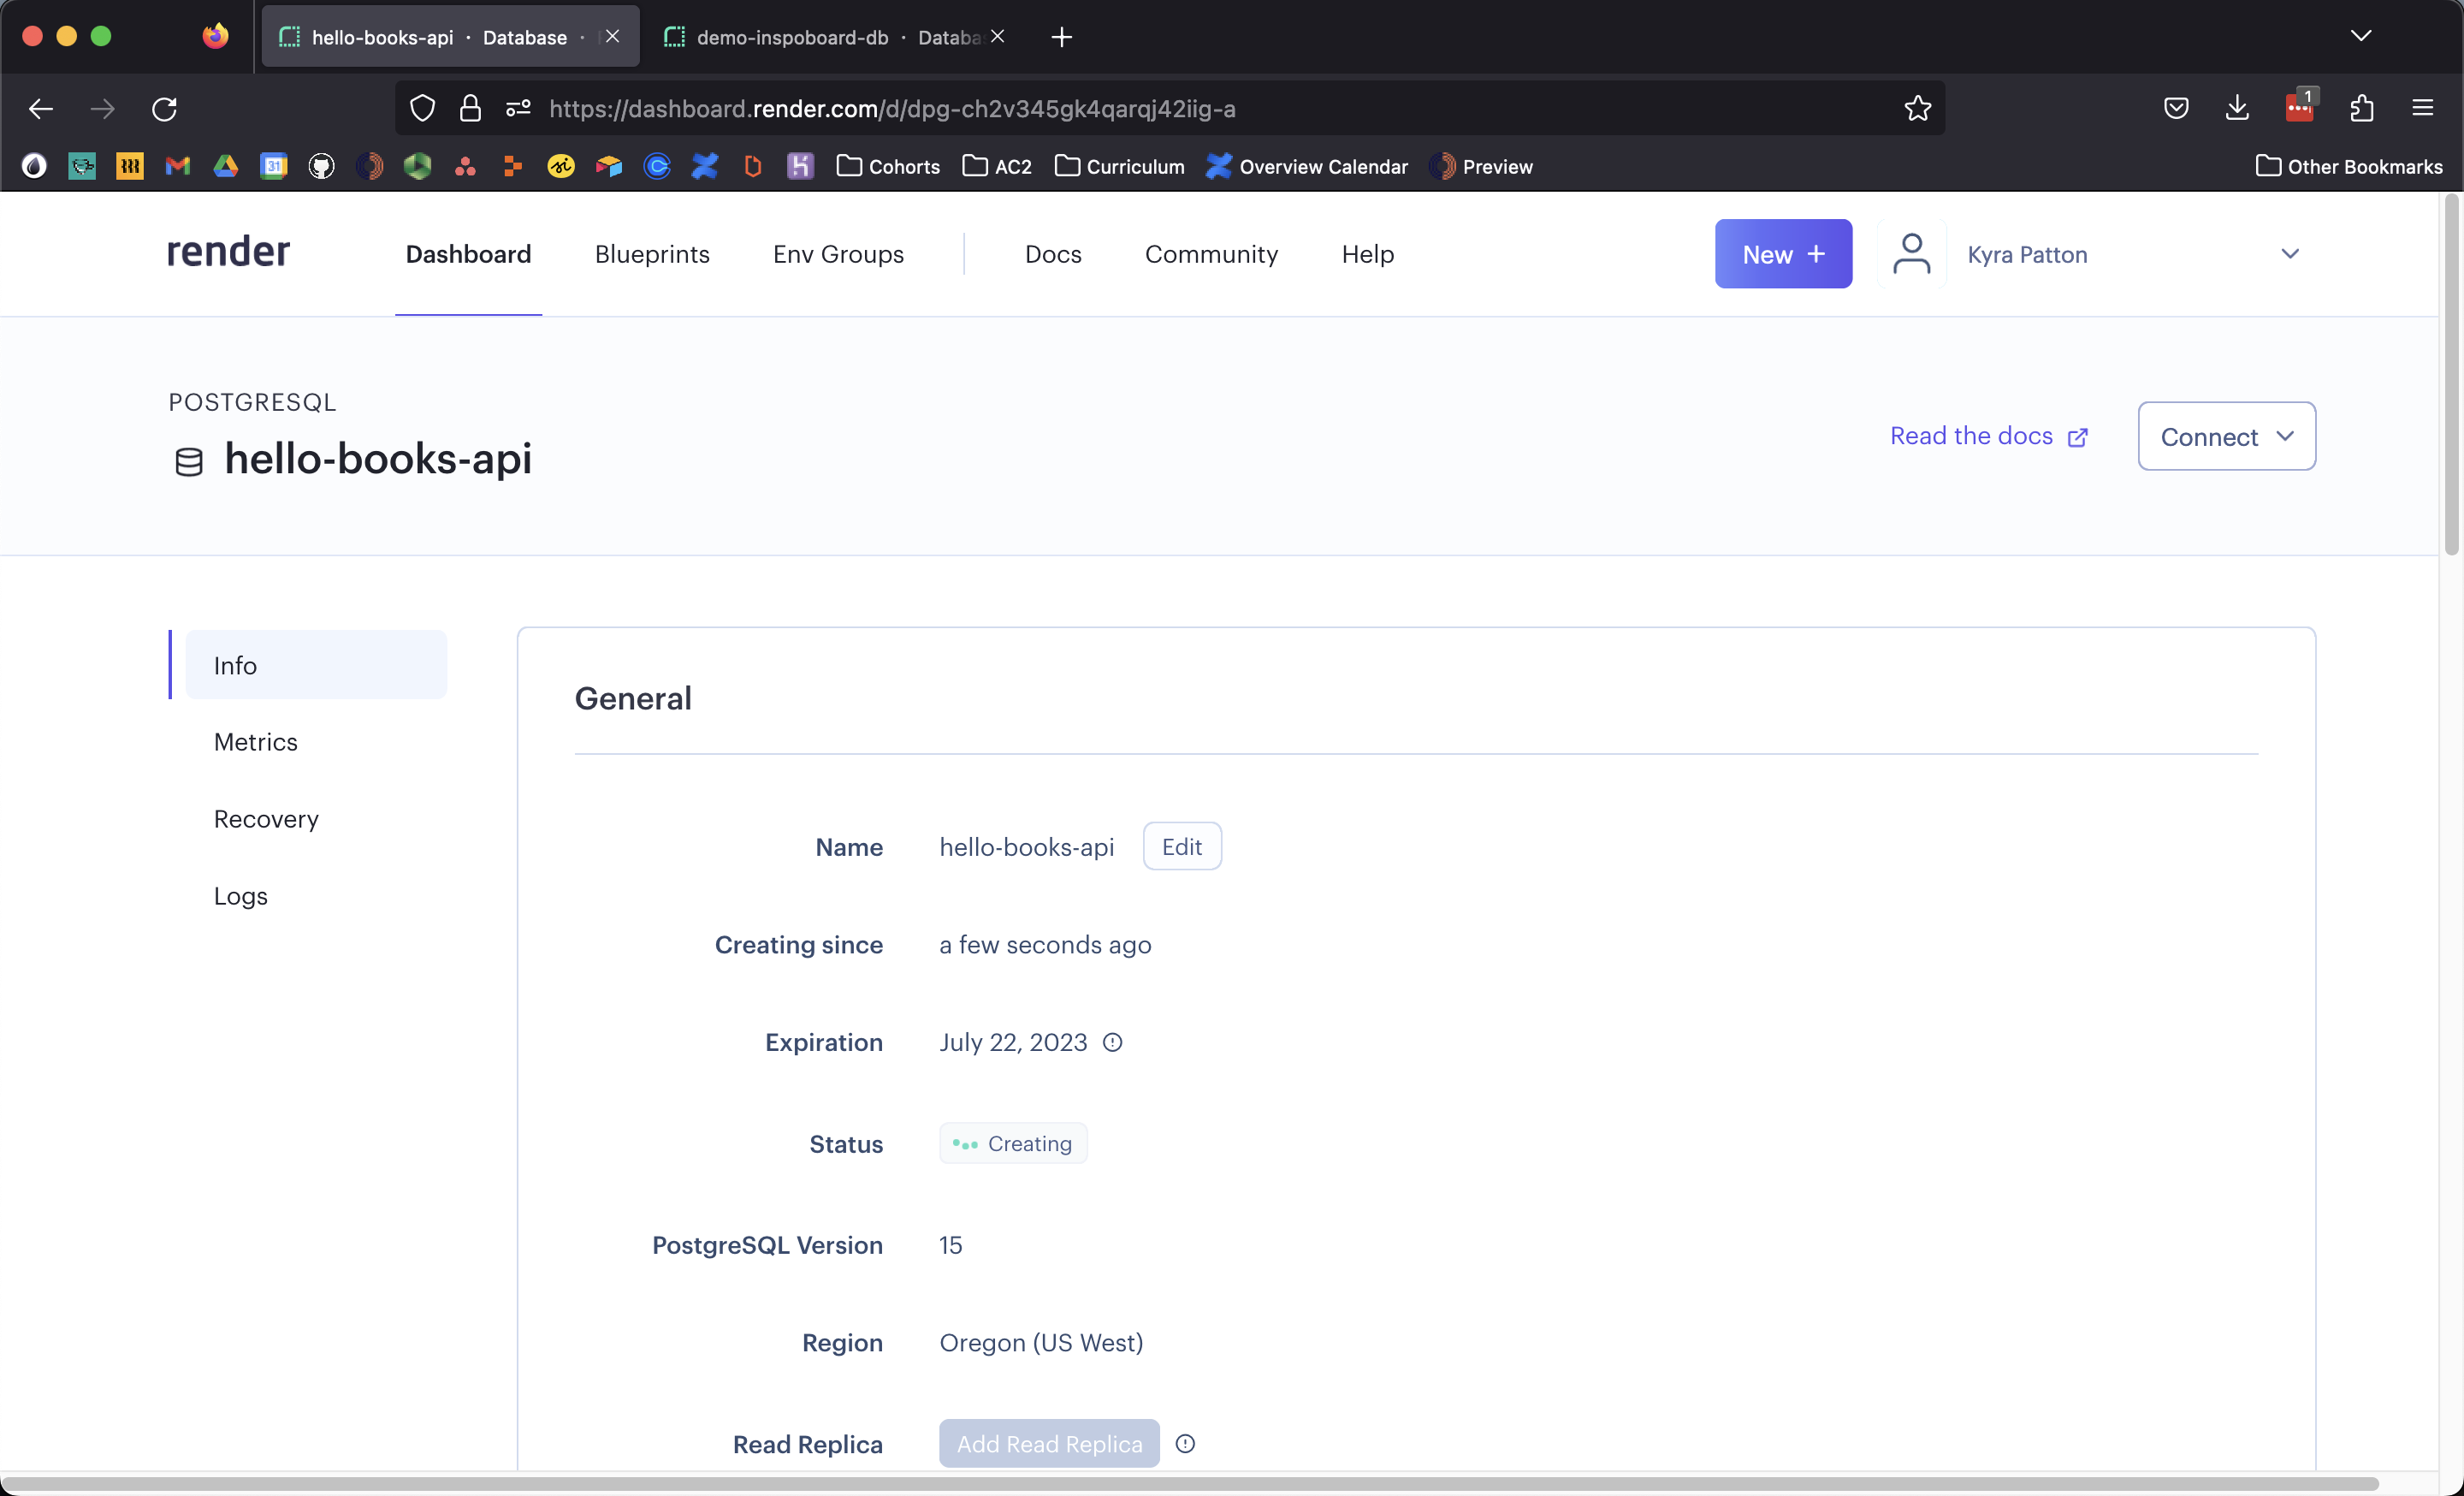 hello-books-api · Database ·
demo-inspoboard-db · Databa
https://dashboard.render.com/d/dpg-ch2v345gk4qarqj42iig-a
1
31
Cohorts
AC2
Curriculum
Overview Calendar
Preview
Other Bookmarks
render
Dashboard
Blueprints
Env Groups
Docs
Community
Help
New +
Kyra Patton
POSTGRESQL
hello-books-api
Read the docs
Connect
Info
Metrics
Recovery
Logs
General
Name hello-books-api Edit
Creating since a few seconds ago
Expiration July 22, 2023
Status Creating
PostgreSQL Version 15
Region Oregon (US West)
Read Replica Add Read Replica